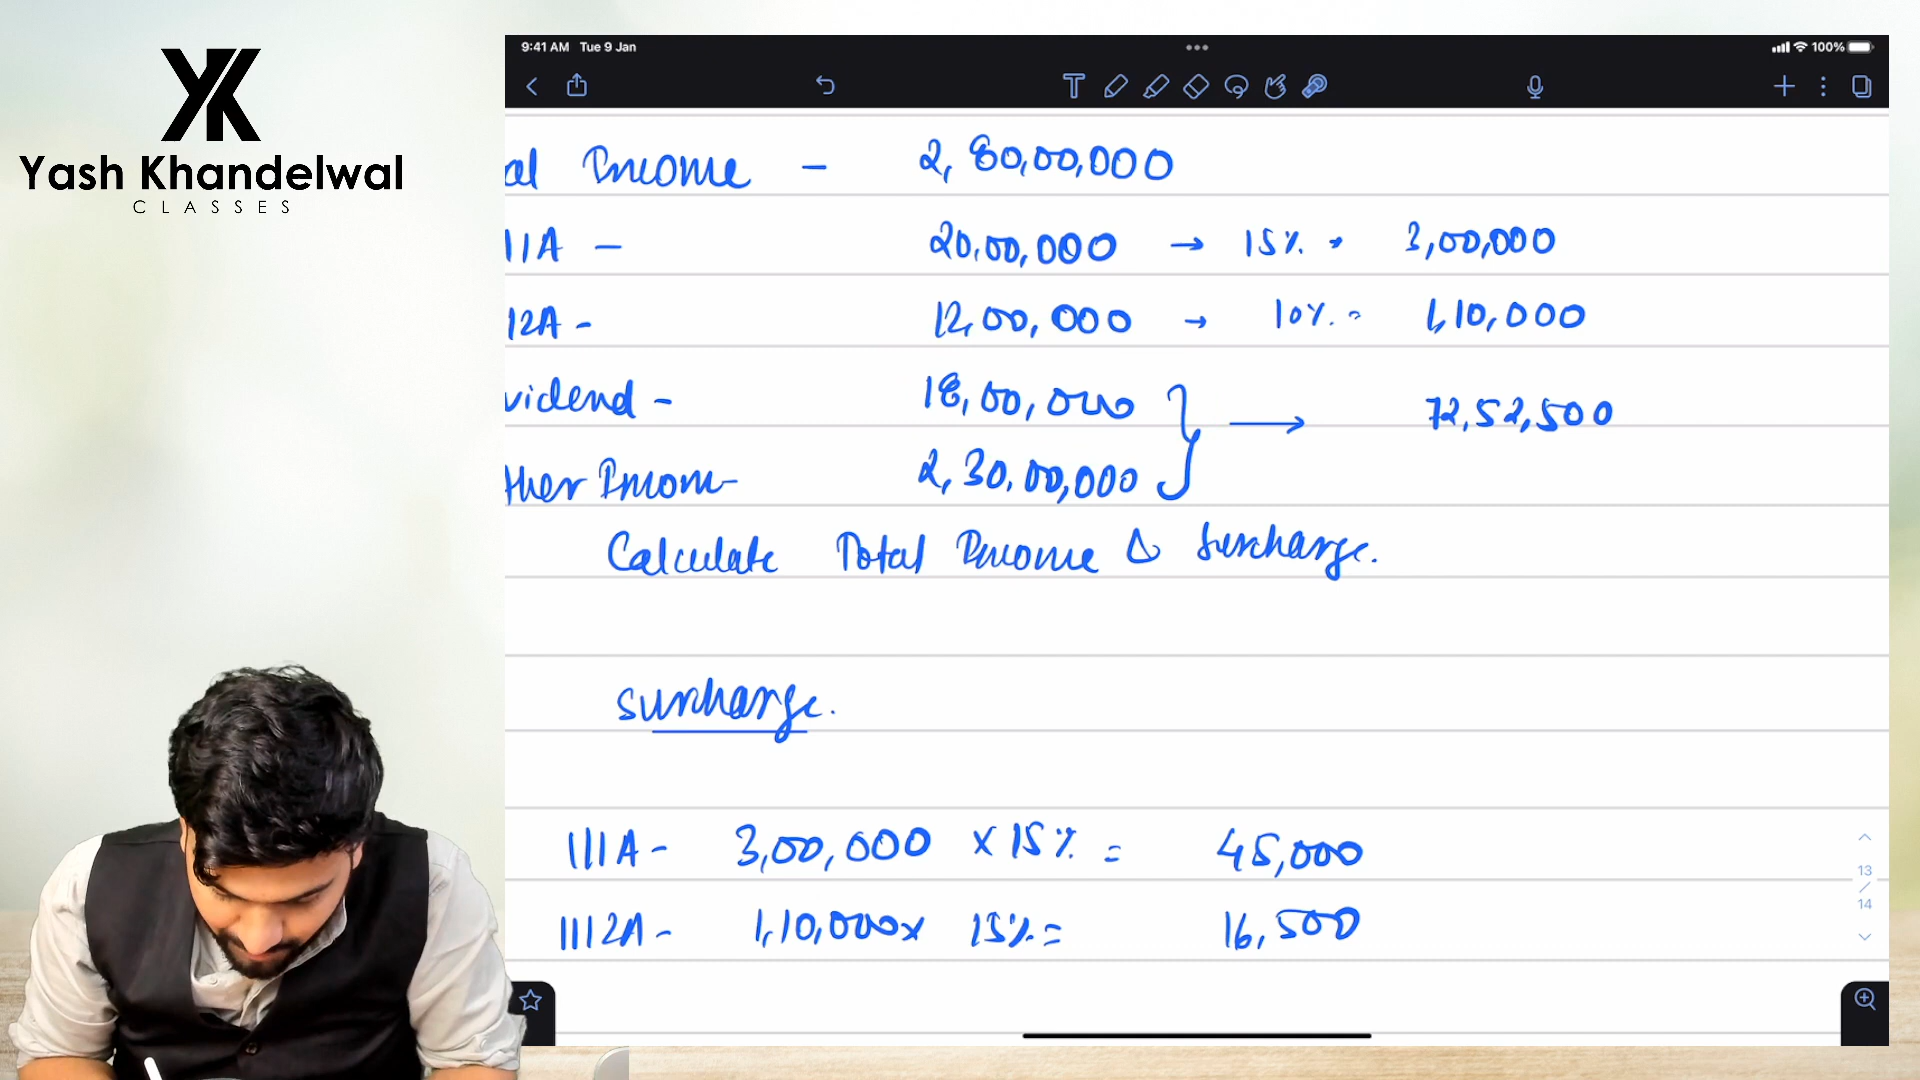 9:41 AM Tue 9 Jan
100%
YK
Yash Khandelwal
CLASSES
al Income - 2,80,00,000
11A - 20,00,000 → 15% = 3,00,000
12A - 12,00,000 → 10% = 1,10,000
vidend - 18,00,000
ther Income - 2,30,00,000 } → 72,52,500
Calculate Total Income & Surcharge.
Surcharge.
111A - 3,00,000 × 15% = 45,000
1112A - 1,10,000 × 15% = 16,500
13
/
14